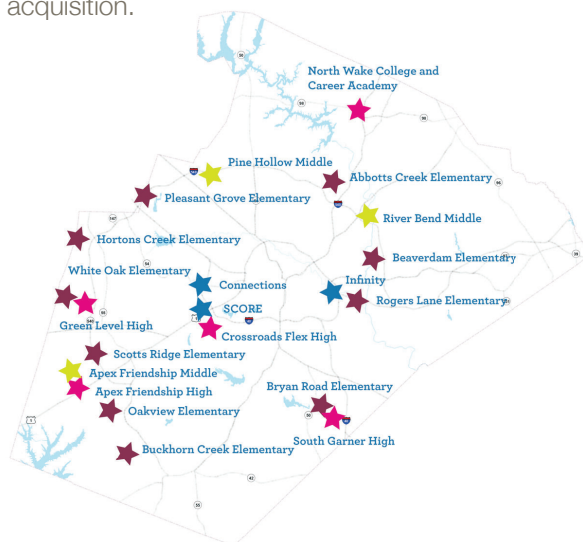 acquisition.
North Wake College and
Career Academy
Pine Hollow Middle
Abbotts Creek Elementary
Pleasant Grove Elementary
River Bend Middle
Hortons Creek Elementary
Beaverdam Elementary
White Oak Elementary
Connections
Infinity
Rogers Lane Elementary
SCORE
Green Level High
Crossroads Flex High
Scotts Ridge Elementary
Apex Friendship Middle
Bryan Road Elementary
Apex Friendship High
Oakview Elementary
South Garner High
Buckhorn Creek Elementary